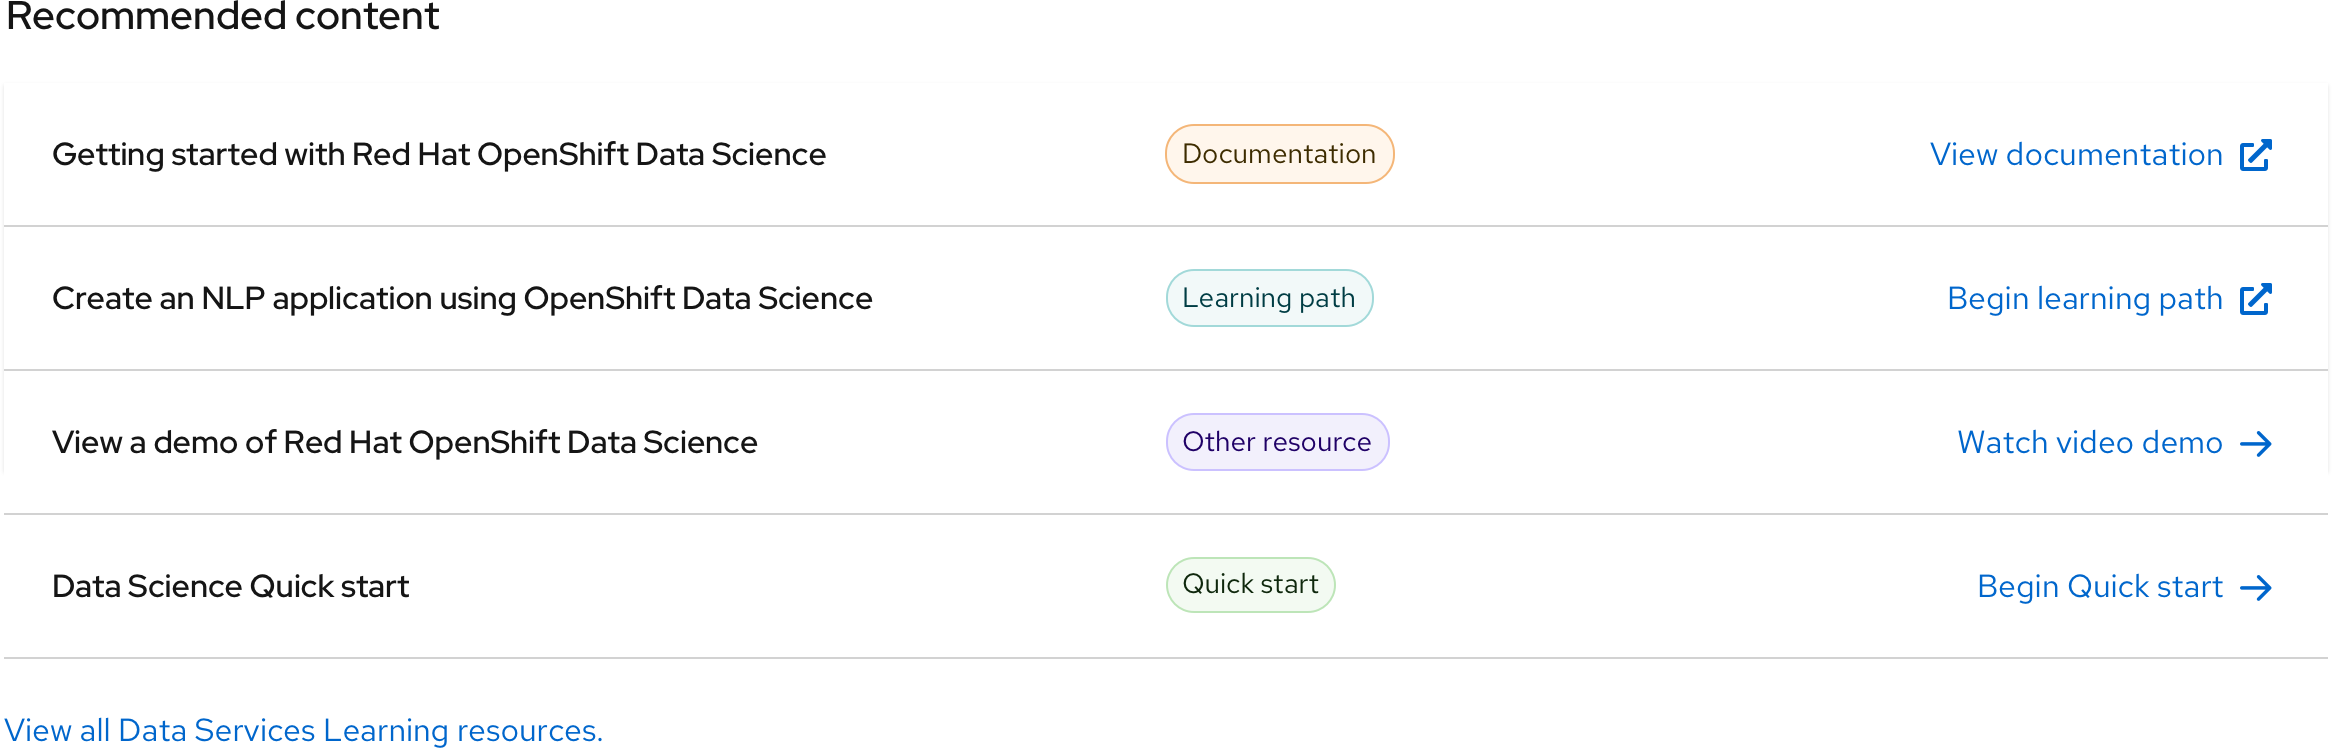 Recommended content
Getting started with Red Hat OpenShift Data Science Documentation View documentation
Create an NLP application using OpenShift Data Science Learning path Begin learning path
View a demo of Red Hat OpenShift Data Science Other resource Watch video demo
Data Science Quick start Quick start Begin Quick start
View all Data Services Learning resources.